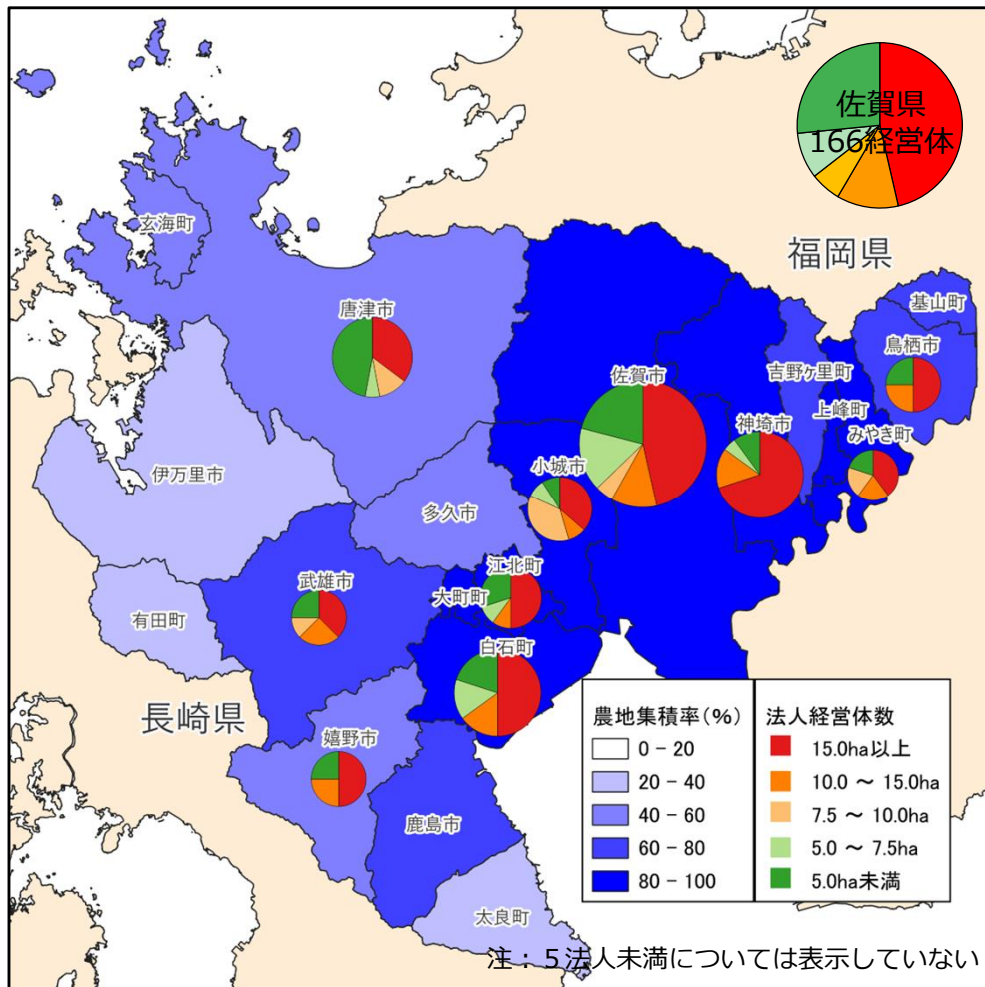 佐賀県
166経営体
福岡県
玄海町
基山町
唐津市
鳥栖市
佐賀市
吉野ヶ里町
上峰町
神埼市
みやき町
伊万里市
小城市
多久市
江北町
武雄市
大町町
有田町
白石町
長崎県
嬉野市
鹿島市
太良町
農地集積率(%)
0 - 20
20 - 40
40 - 60
60 - 80
80 - 100
法人経営体数
15.0ha以上
10.0 ～ 15.0ha
7.5 ～ 10.0ha
5.0 ～ 7.5ha
5.0ha未満
注：５法人未満については表示していない